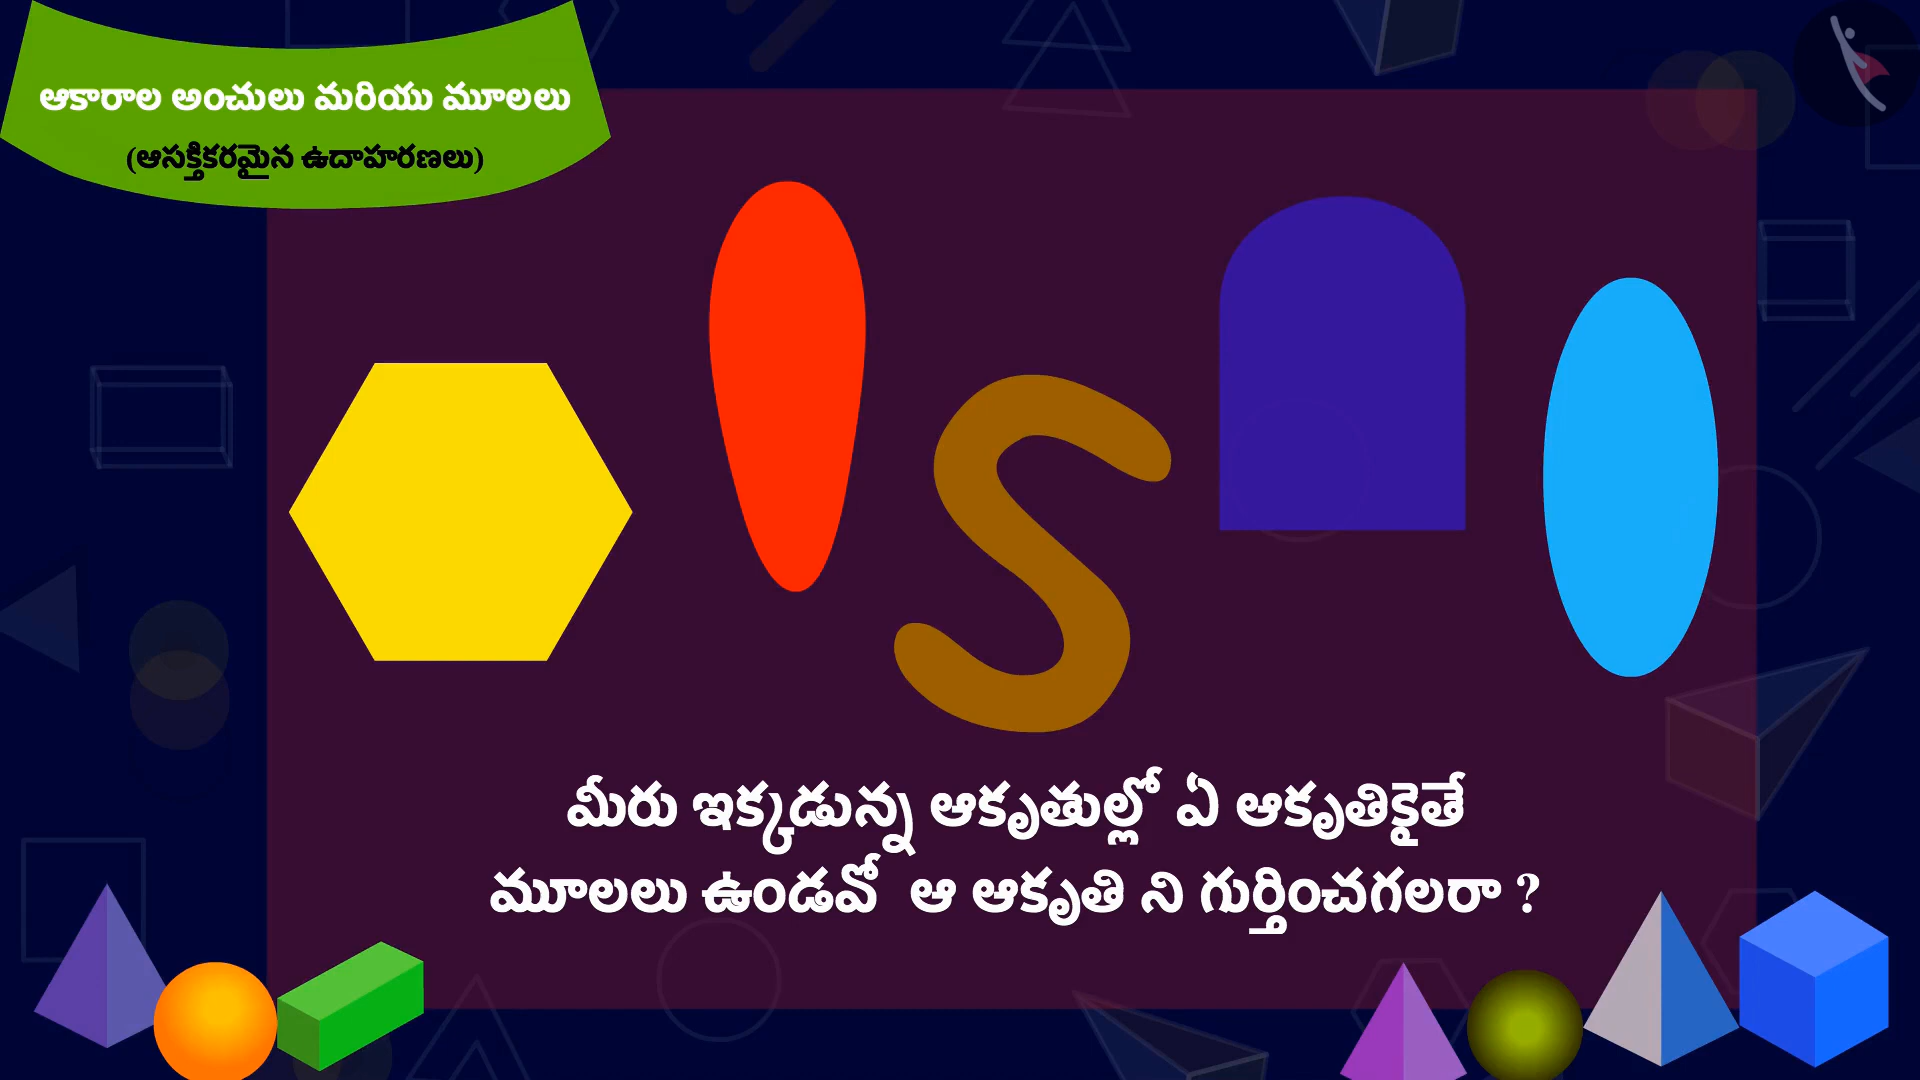 ఆకారాల అంచులు మరియు మూలలు
(ఆసక్తికరమైన ఉదాహరణలు)
మీరు ఇక్కడున్న ఆకృతుల్లో ఏ ఆకృతికైతే
మూలలు ఉండవో ఆ ఆకృతి ని గుర్తించగలరా ?